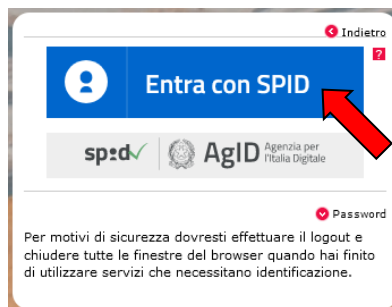 Indietro
?
Entra con SPID
spid AgID Agenzia per
l'Italia Digitale
Password
Per motivi di sicurezza dovresti effettuare il logout e
chiudere tutte le finestre del browser quando hai finito
di utilizzare servizi che necessitano identificazione.